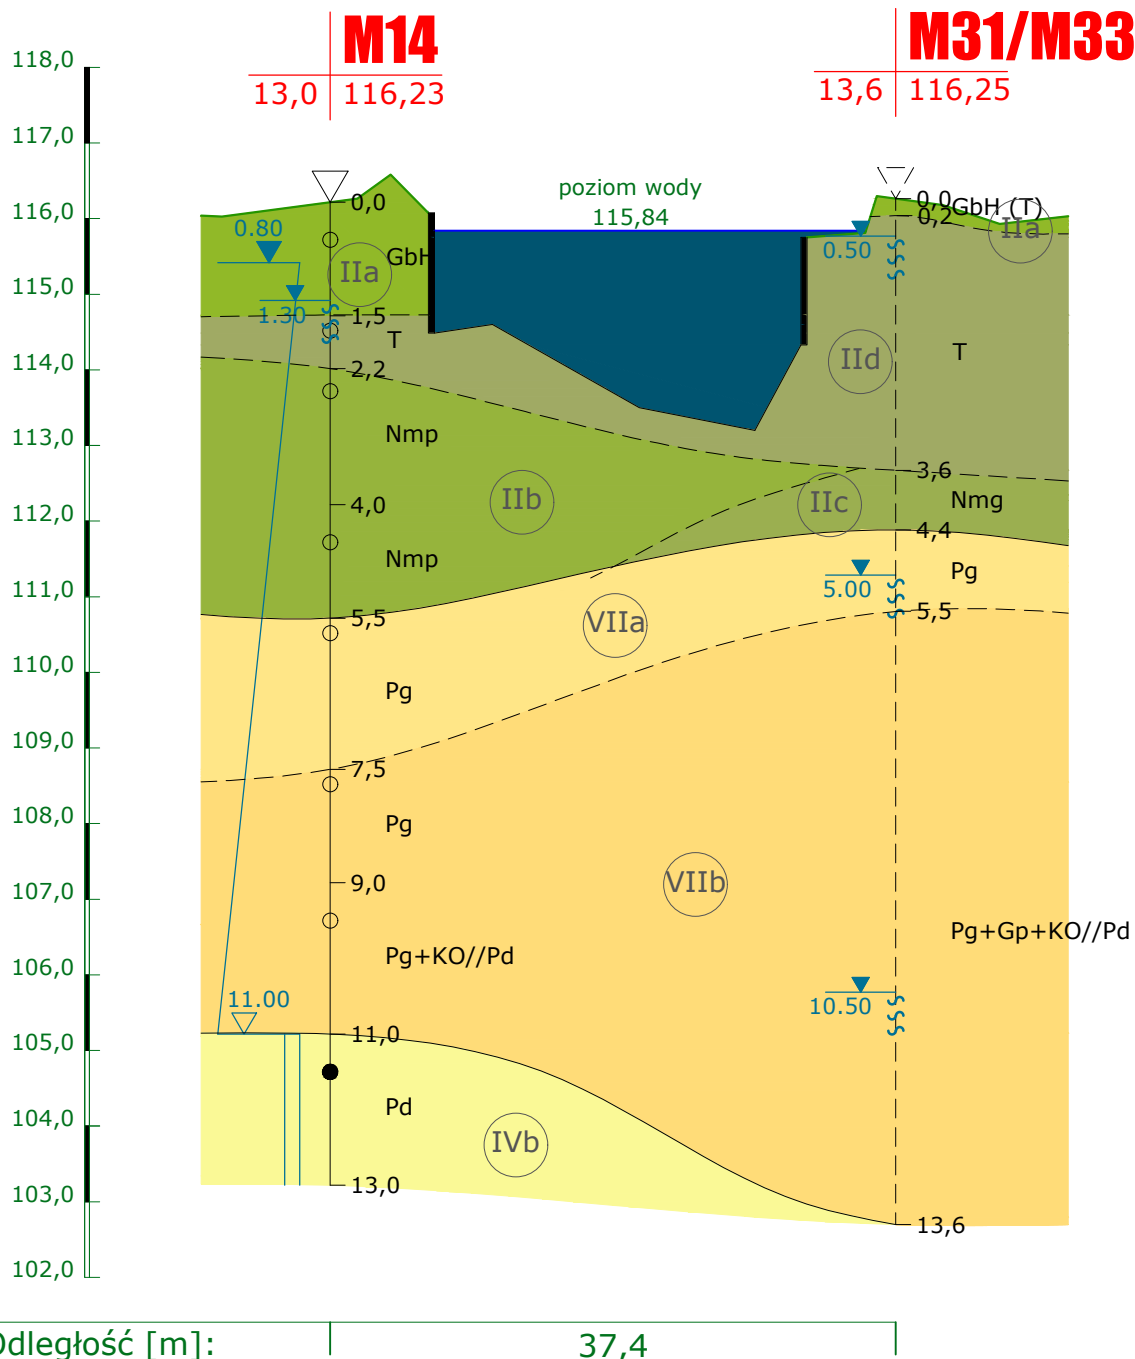 M14
M31/M33
13,0 116,23
13,6 116,25
118,0
117,0
116,0
115,0
114,0
113,0
112,0
111,0
110,0
109,0
108,0
107,0
106,0
105,0
104,0
103,0
102,0
poziom wody
115,84
0,0
0.80
IIa
GbH
1.30
1,5
T
2,2
Nmp
4,0
IIb
Nmp
5,5
VIIa
Pg
7,5
Pg
9,0
VIIb
Pg+KO//Pd
11.00
11,0
Pd
IVb
13,0
0,0
GbH (T)
0,2
IIa
0.50
IId
T
3,6
IIc
Nmg
4,4
Pg
5.00
5,5
Pg+Gp+KO//Pd
10.50
13,6
Odległość [m]:
37,4